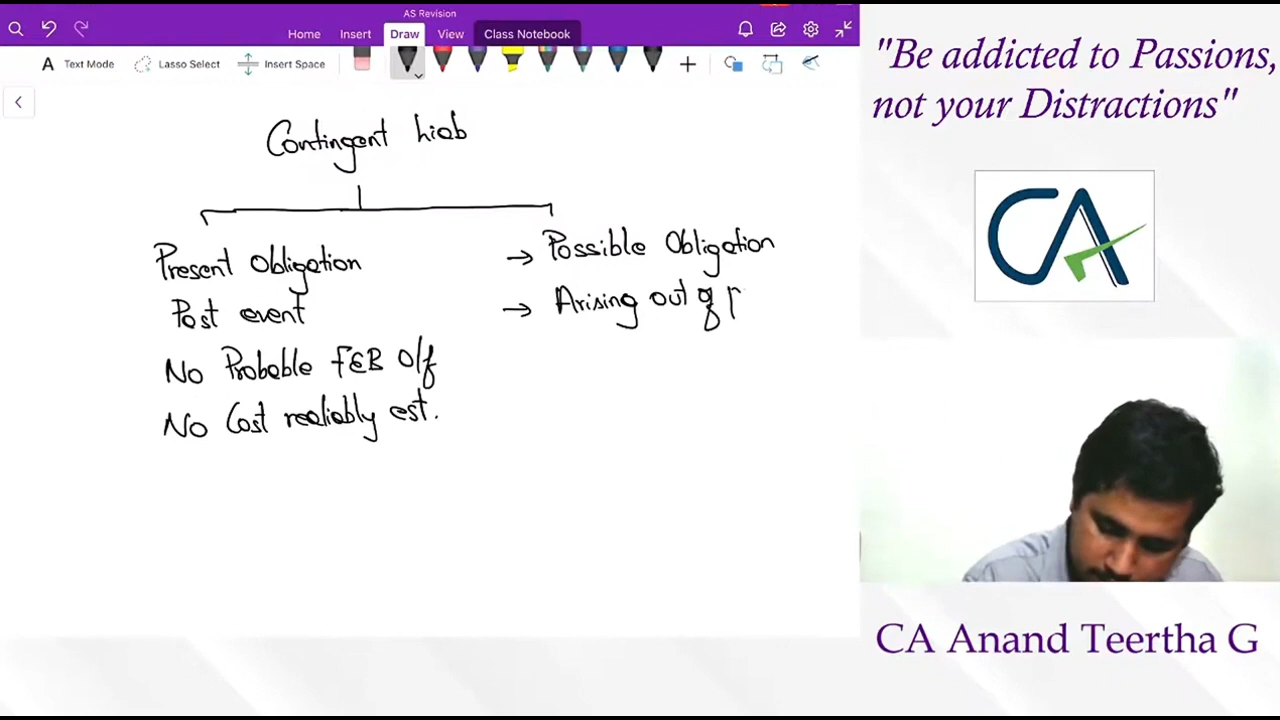 AS Revision
Home Insert Draw View Class Notebook
A Text Mode Lasso Select Insert Space
Contingent Liab
Present Obligation
Past event
No Probable FEB O/f
No Cost realiably est.
→ Possible Obligation
→ Arising out of p
"Be addicted to Passions,
not your Distractions"
CA
CA Anand Teertha G